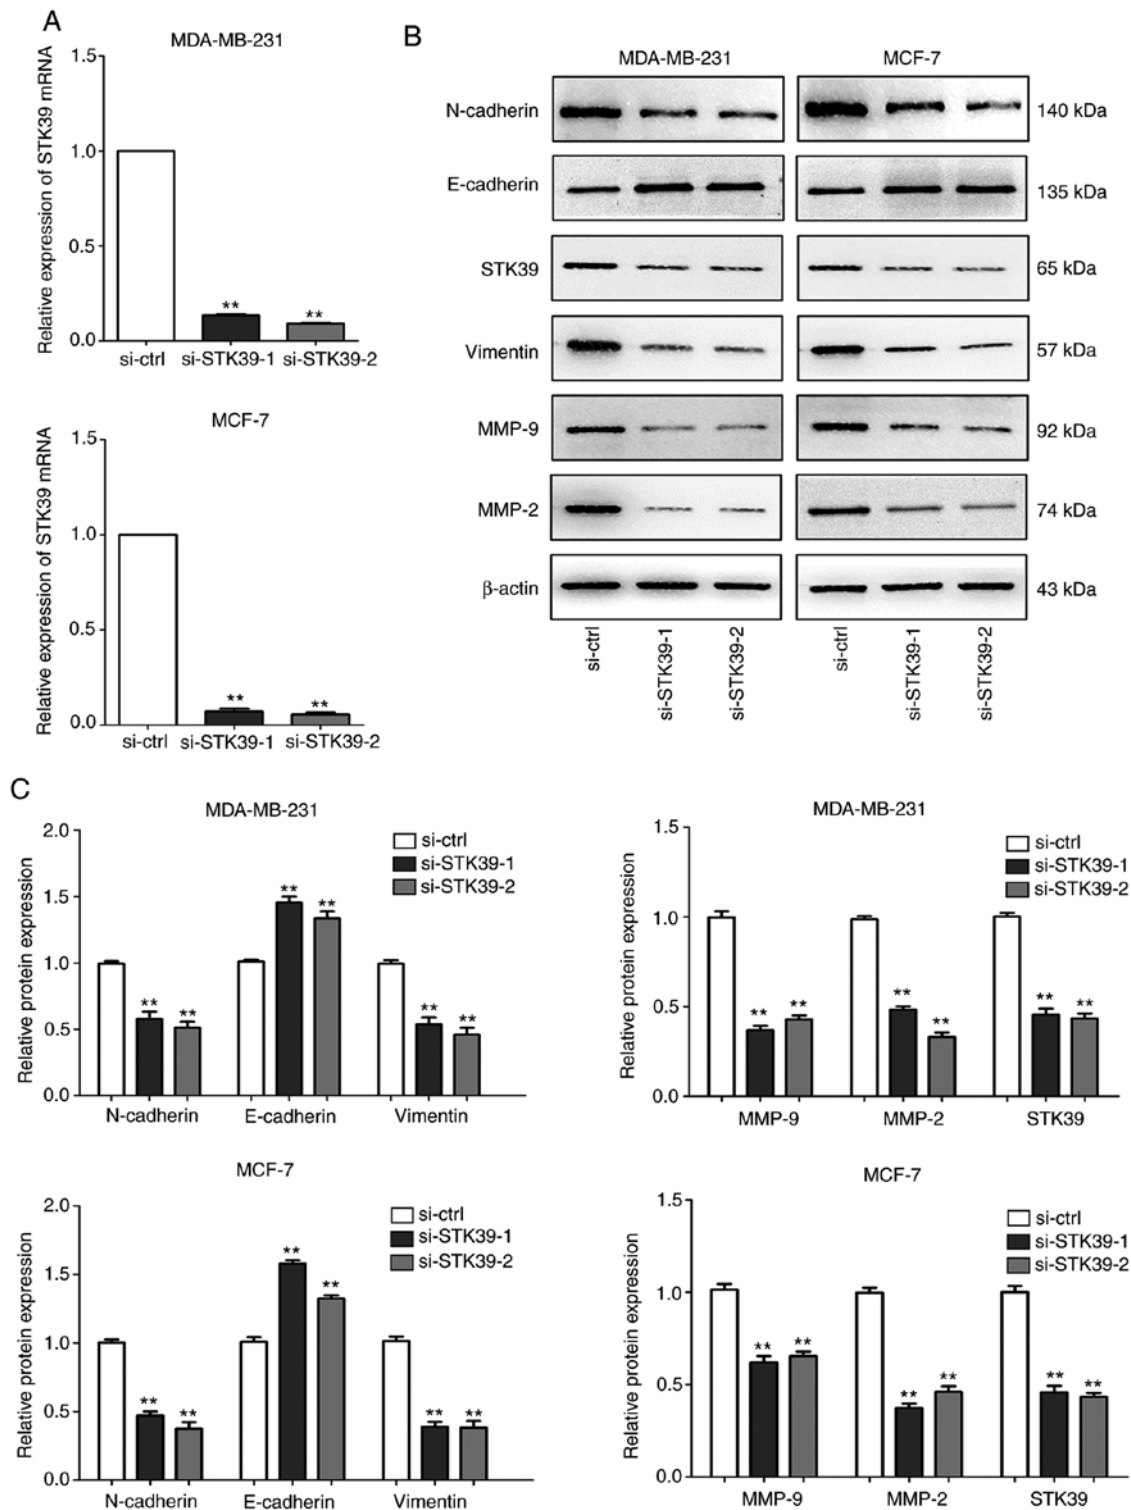 A
MDA-MB-231
Relative expression of STK39 mRNA
1.5
1.0
0.5
0.0
** **
si-ctrl si-STK39-1 si-STK39-2
MCF-7
Relative expression of STK39 mRNA
1.5
1.0
0.5
0.0
** **
si-ctrl si-STK39-1 si-STK39-2
B
MDA-MB-231 MCF-7
N-cadherin 140 kDa
E-cadherin 135 kDa
STK39 65 kDa
Vimentin 57 kDa
MMP-9 92 kDa
MMP-2 74 kDa
β-actin 43 kDa
si-ctrl si-STK39-1 si-STK39-2 si-ctrl si-STK39-1 si-STK39-2
C
MDA-MB-231
Relative protein expression
2.0
1.5
1.0
0.5
0.0
si-ctrl
si-STK39-1
si-STK39-2
** ** ** ** ** **
N-cadherin E-cadherin Vimentin
MDA-MB-231
Relative protein expression
1.5
1.0
0.5
0.0
si-ctrl
si-STK39-1
si-STK39-2
** ** ** ** ** **
MMP-9 MMP-2 STK39
MCF-7
Relative protein expression
2.0
1.5
1.0
0.5
0.0
si-ctrl
si-STK39-1
si-STK39-2
** ** ** ** ** **
N-cadherin E-cadherin Vimentin
MCF-7
Relative protein expression
1.5
1.0
0.5
0.0
si-ctrl
si-STK39-1
si-STK39-2
** ** ** ** ** **
MMP-9 MMP-2 STK39